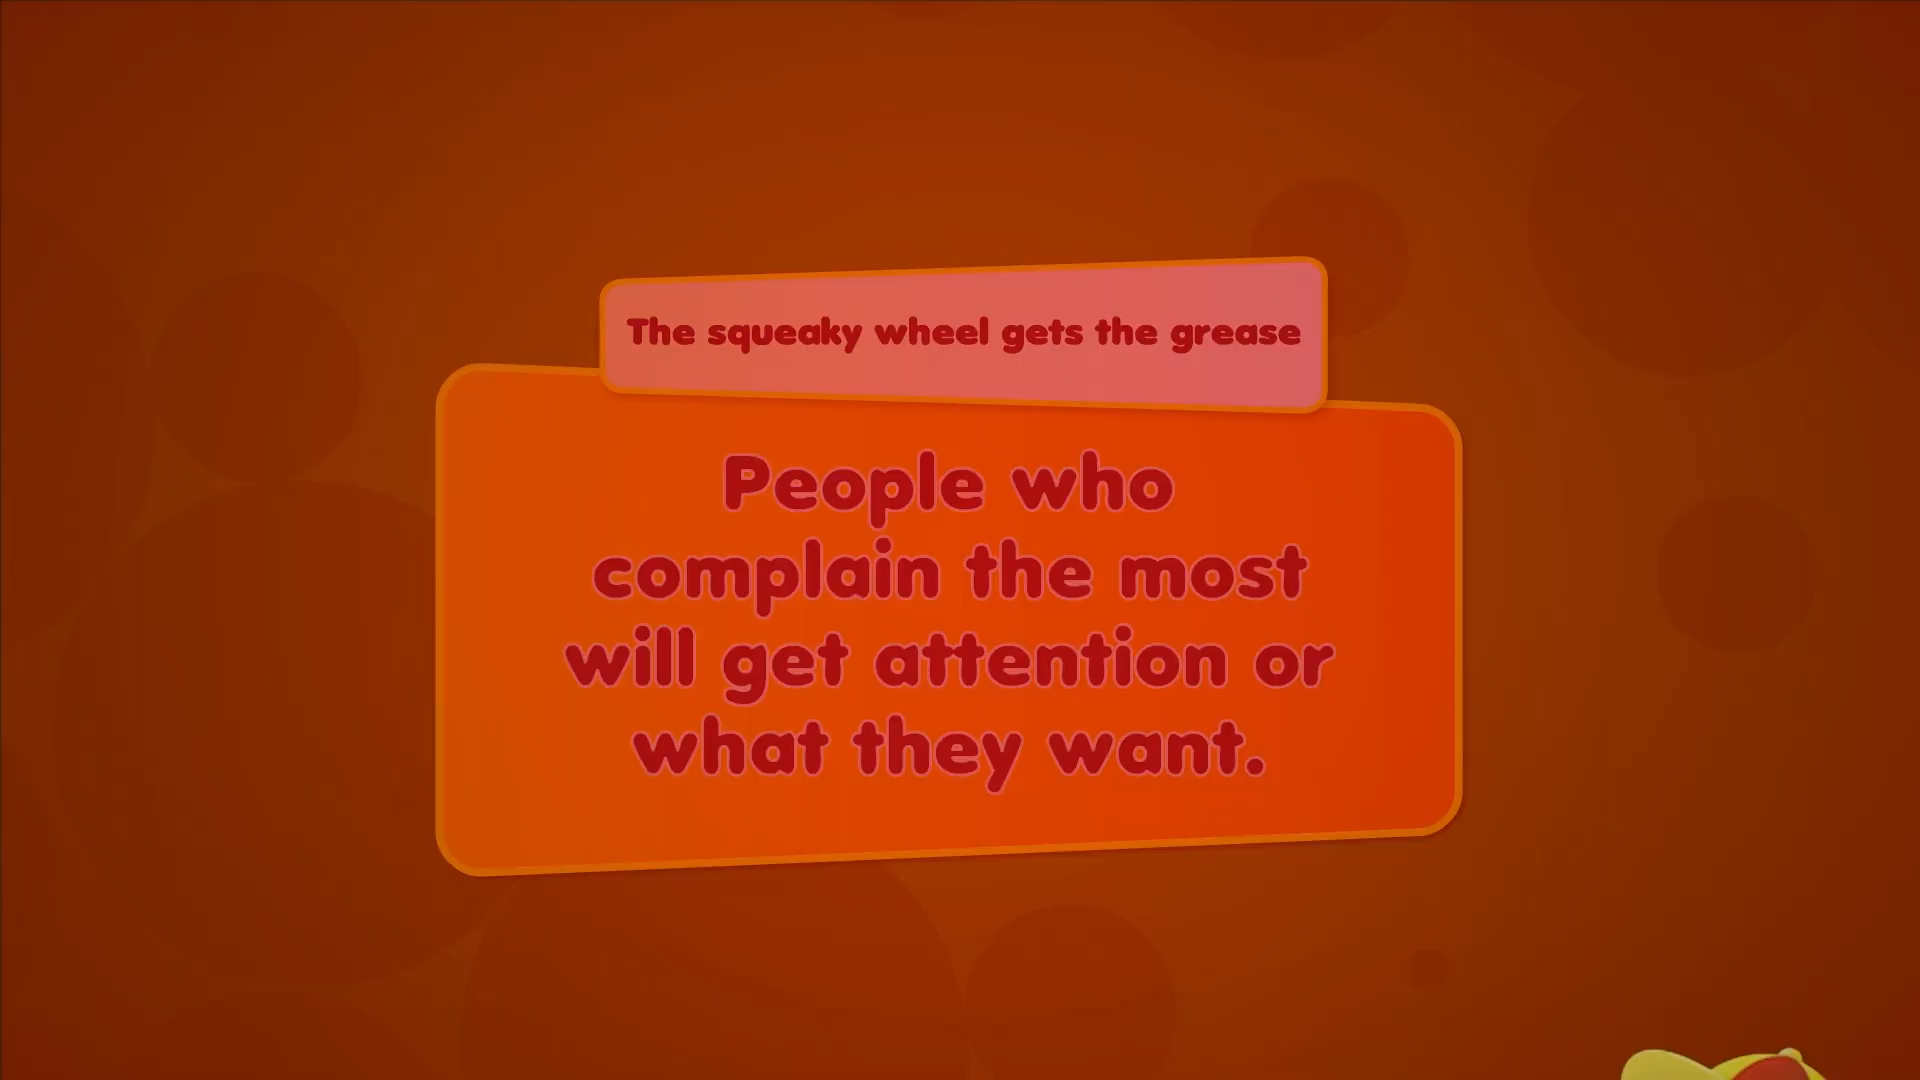 The squeaky wheel gets the grease
People who
complain the most
will get attention or
what they want.